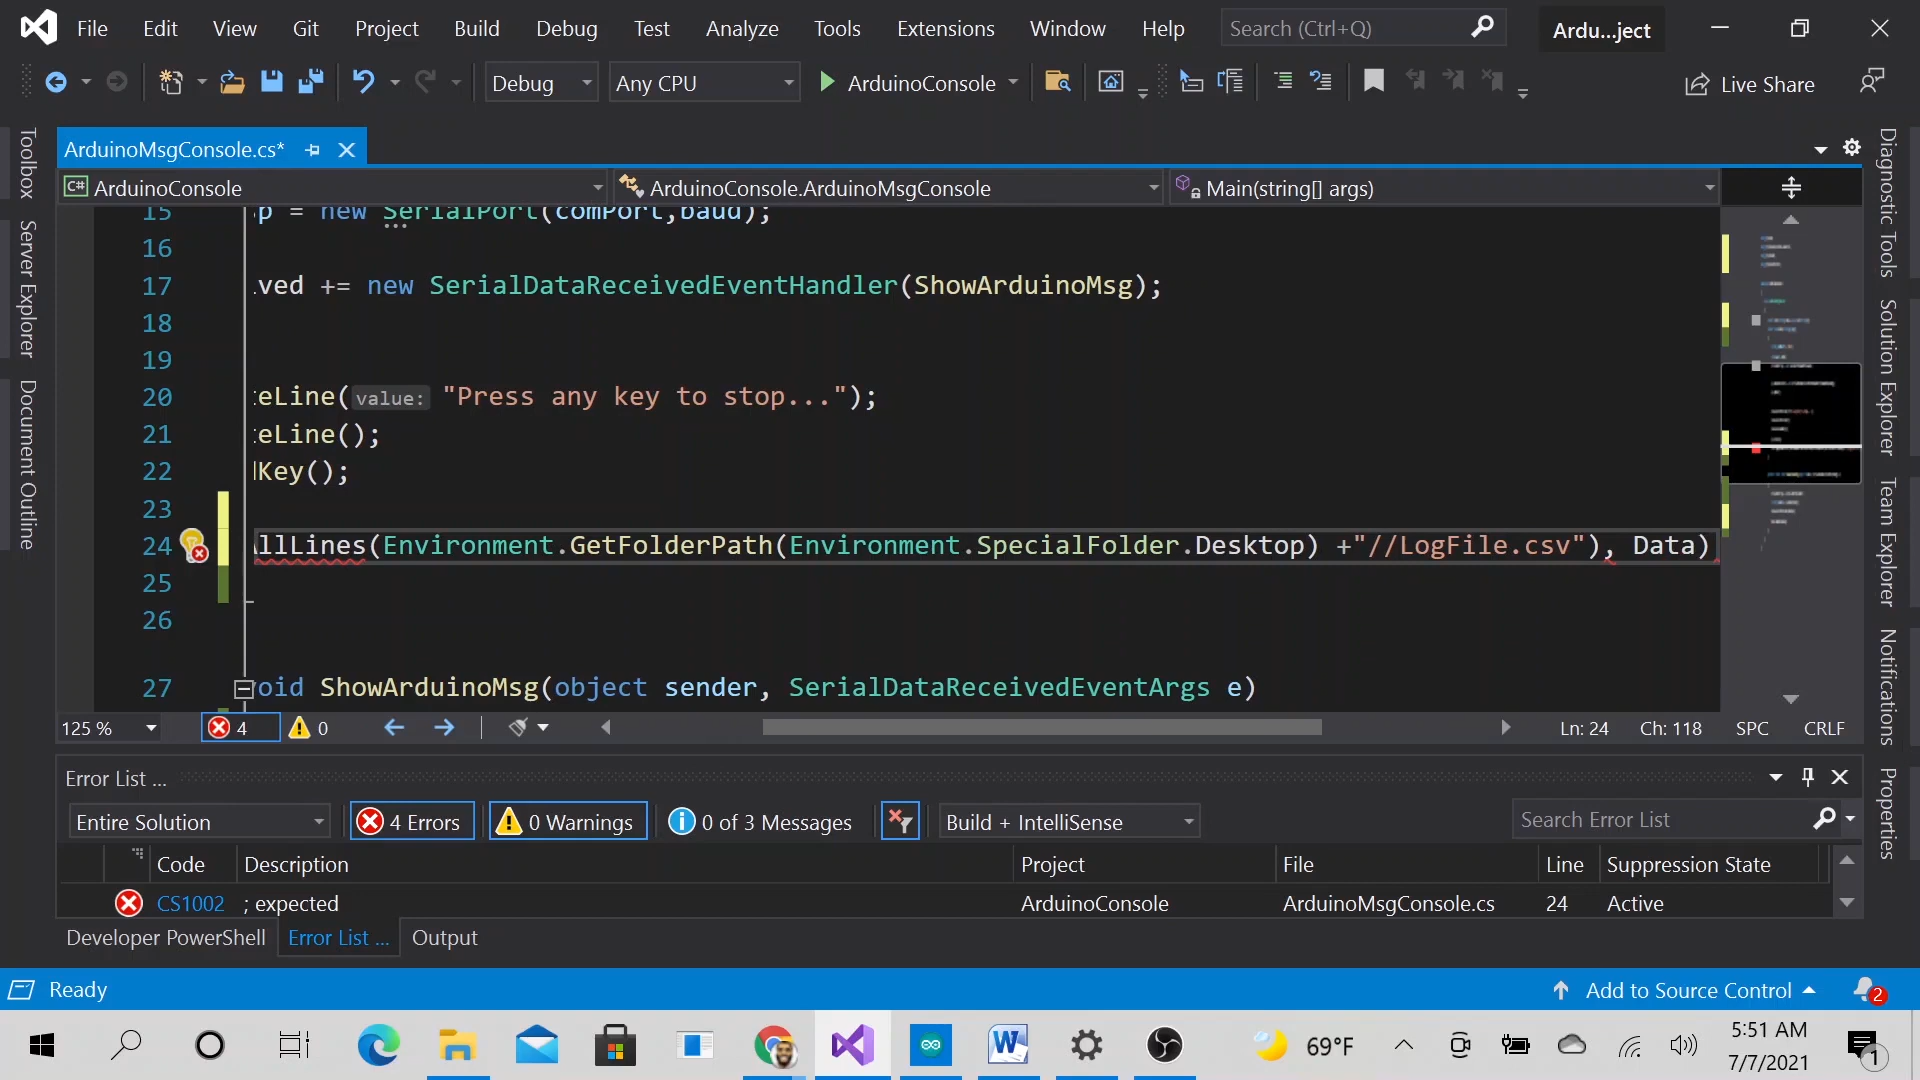 File Edit View Git Project Build Debug Test Analyze Tools Extensions Window Help Search (Ctrl+Q) Ardu...ject
Debug Any CPU ArduinoConsole Live Share
ArduinoMsgConsole.cs*
C# ArduinoConsole ArduinoConsole.ArduinoMsgConsole Main(string[] args)
Toolbox
Server Explorer
Document Outline
15 p = new SerialPort(comPort,baud);
16
17 ved += new SerialDataReceivedEventHandler(ShowArduinoMsg);
18
19
20 teLine(value: "Press any key to stop...");
21 teLine();
22 dKey();
23
24 AllLines(Environment.GetFolderPath(Environment.SpecialFolder.Desktop) +"//LogFile.csv"), Data)
25
26
27 void ShowArduinoMsg(object sender, SerialDataReceivedEventArgs e)
Diagnostic Tools
Solution Explorer
Team Explorer
Notifications
Properties
125 % 4 0 Ln: 24 Ch: 118 SPC CRLF
Error List ...
Entire Solution 4 Errors 0 Warnings 0 of 3 Messages Build + IntelliSense Search Error List
Code Description Project File Line Suppression State
CS1002 ; expected ArduinoConsole ArduinoMsgConsole.cs 24 Active
Developer PowerShell Error List ... Output
Ready Add to Source Control 2
69°F 5:51 AM
7/7/2021 1